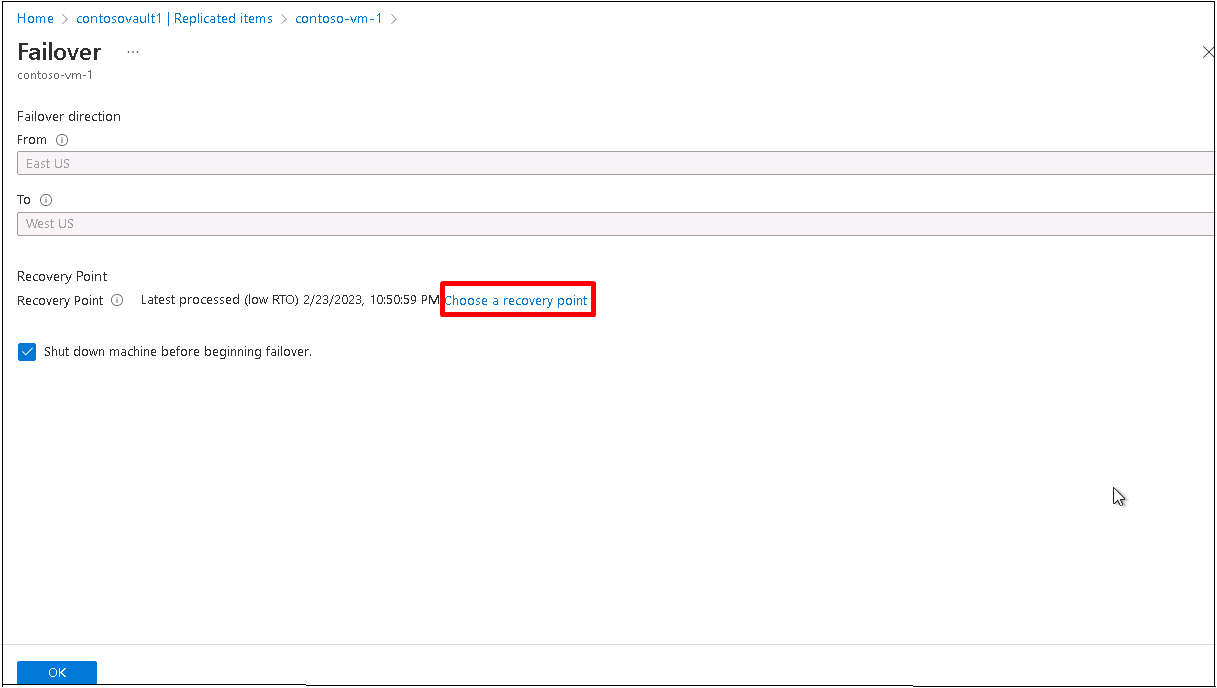 Home > contosovault1 | Replicated items > contoso-vm-1 >
Failover ...
contoso-vm-1
Failover direction
From
East US
To
West US
Recovery Point
Recovery Point Latest processed (low RTO) 2/23/2023, 10:50:59 PM Choose a recovery point
Shut down machine before beginning failover.
OK